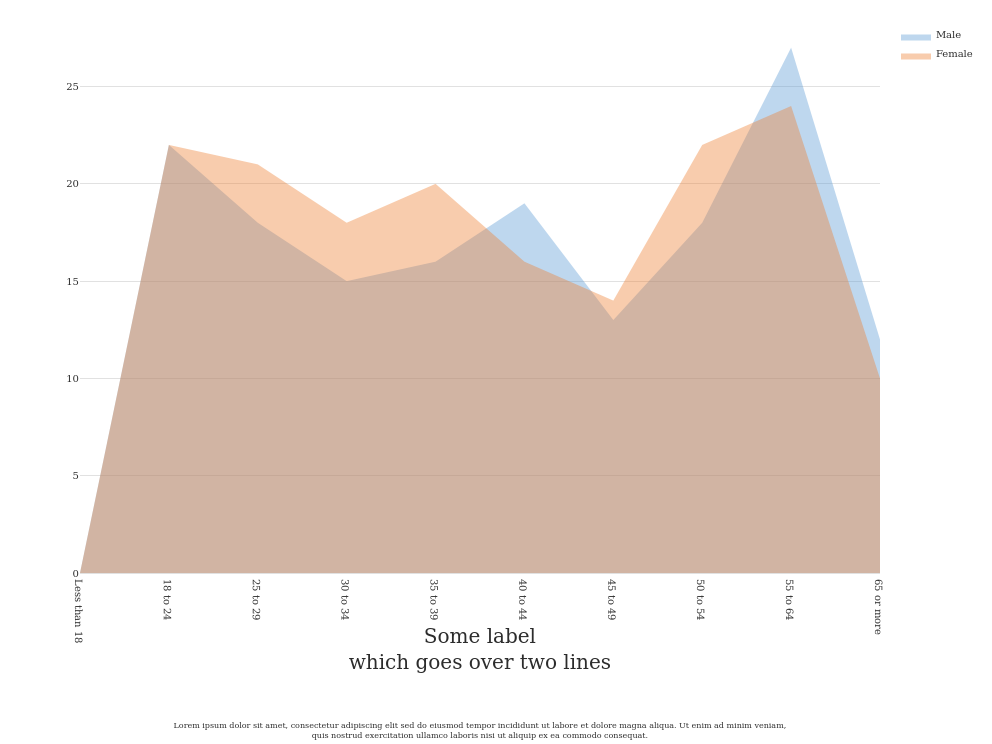 Male
Female
25
20
15
10
5
0
Less than 18
18 to 24
25 to 29
30 to 34
35 to 39
40 to 44
45 to 49
50 to 54
55 to 64
65 or more
Some label
which goes over two lines
Lorem ipsum dolor sit amet, consectetur adipiscing elit sed do eiusmod tempor incididunt ut labore et dolore magna aliqua. Ut enim ad minim veniam,
quis nostrud exercitation ullamco laboris nisi ut aliquip ex ea commodo consequat.